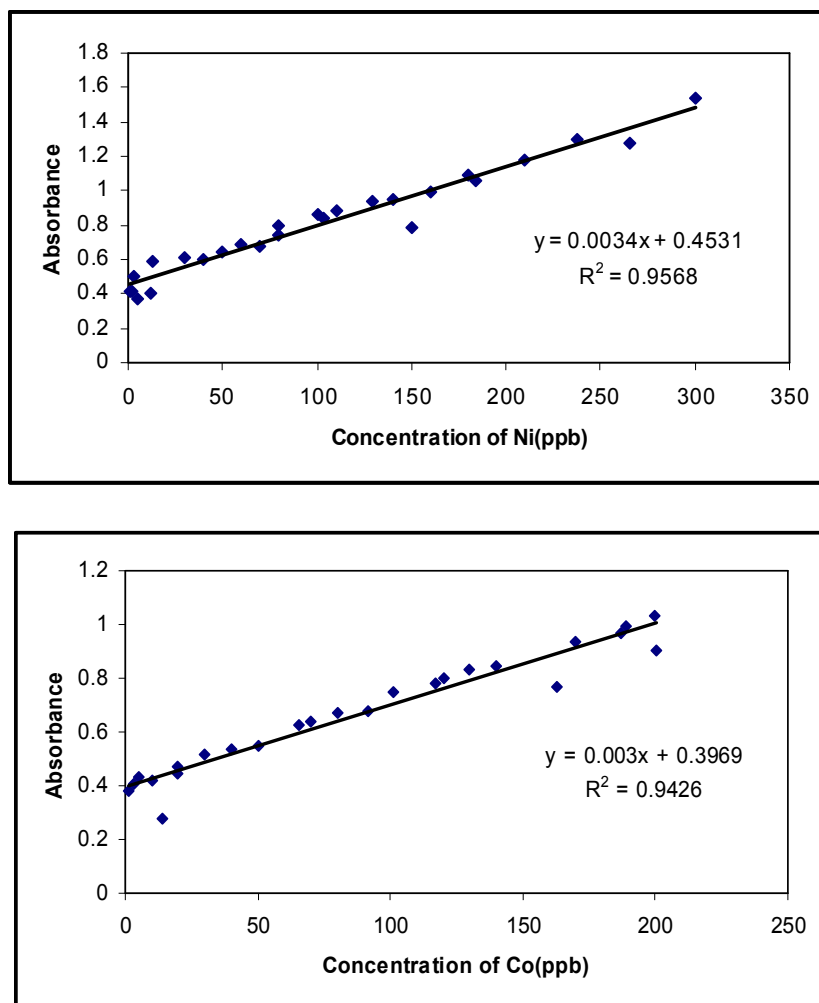 1.8
1.6
1.4
1.2
1
0.8
0.6
0.4
0.2
0
Absorbance
y = 0.0034x + 0.4531
R² = 0.9568
0 50 100 150 200 250 300 350
Concentration of Ni(ppb)
1.2
1
0.8
0.6
0.4
0.2
0
Absorbance
y = 0.003x + 0.3969
R² = 0.9426
0 50 100 150 200 250
Concentration of Co(ppb)